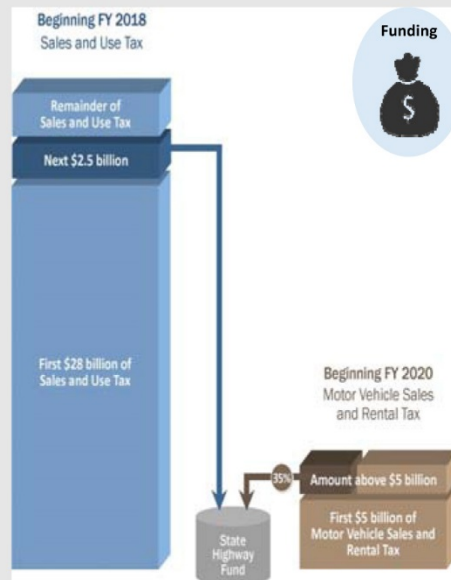 Beginning FY 2018
Sales and Use Tax
Funding
$
Remainder of
Sales and Use Tax
Next $2.5 billion
First $28 billion of
Sales and Use Tax
Beginning FY 2020
Motor Vehicle Sales
and Rental Tax
35%
Amount above $5 billion
First $5 billion of
Motor Vehicle Sales and
Rental Tax
State
Highway
Fund